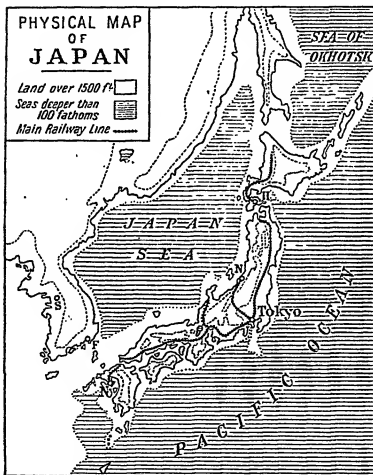 PHYSICAL MAP
OF
JAPAN
Land over 1500 ft.
Seas deeper than
100 fathoms
Main Railway Line
SEA OF
OKHOTSK
H.
JAPAN
SEA
N
Tokyo
PACIFIC OCEAN